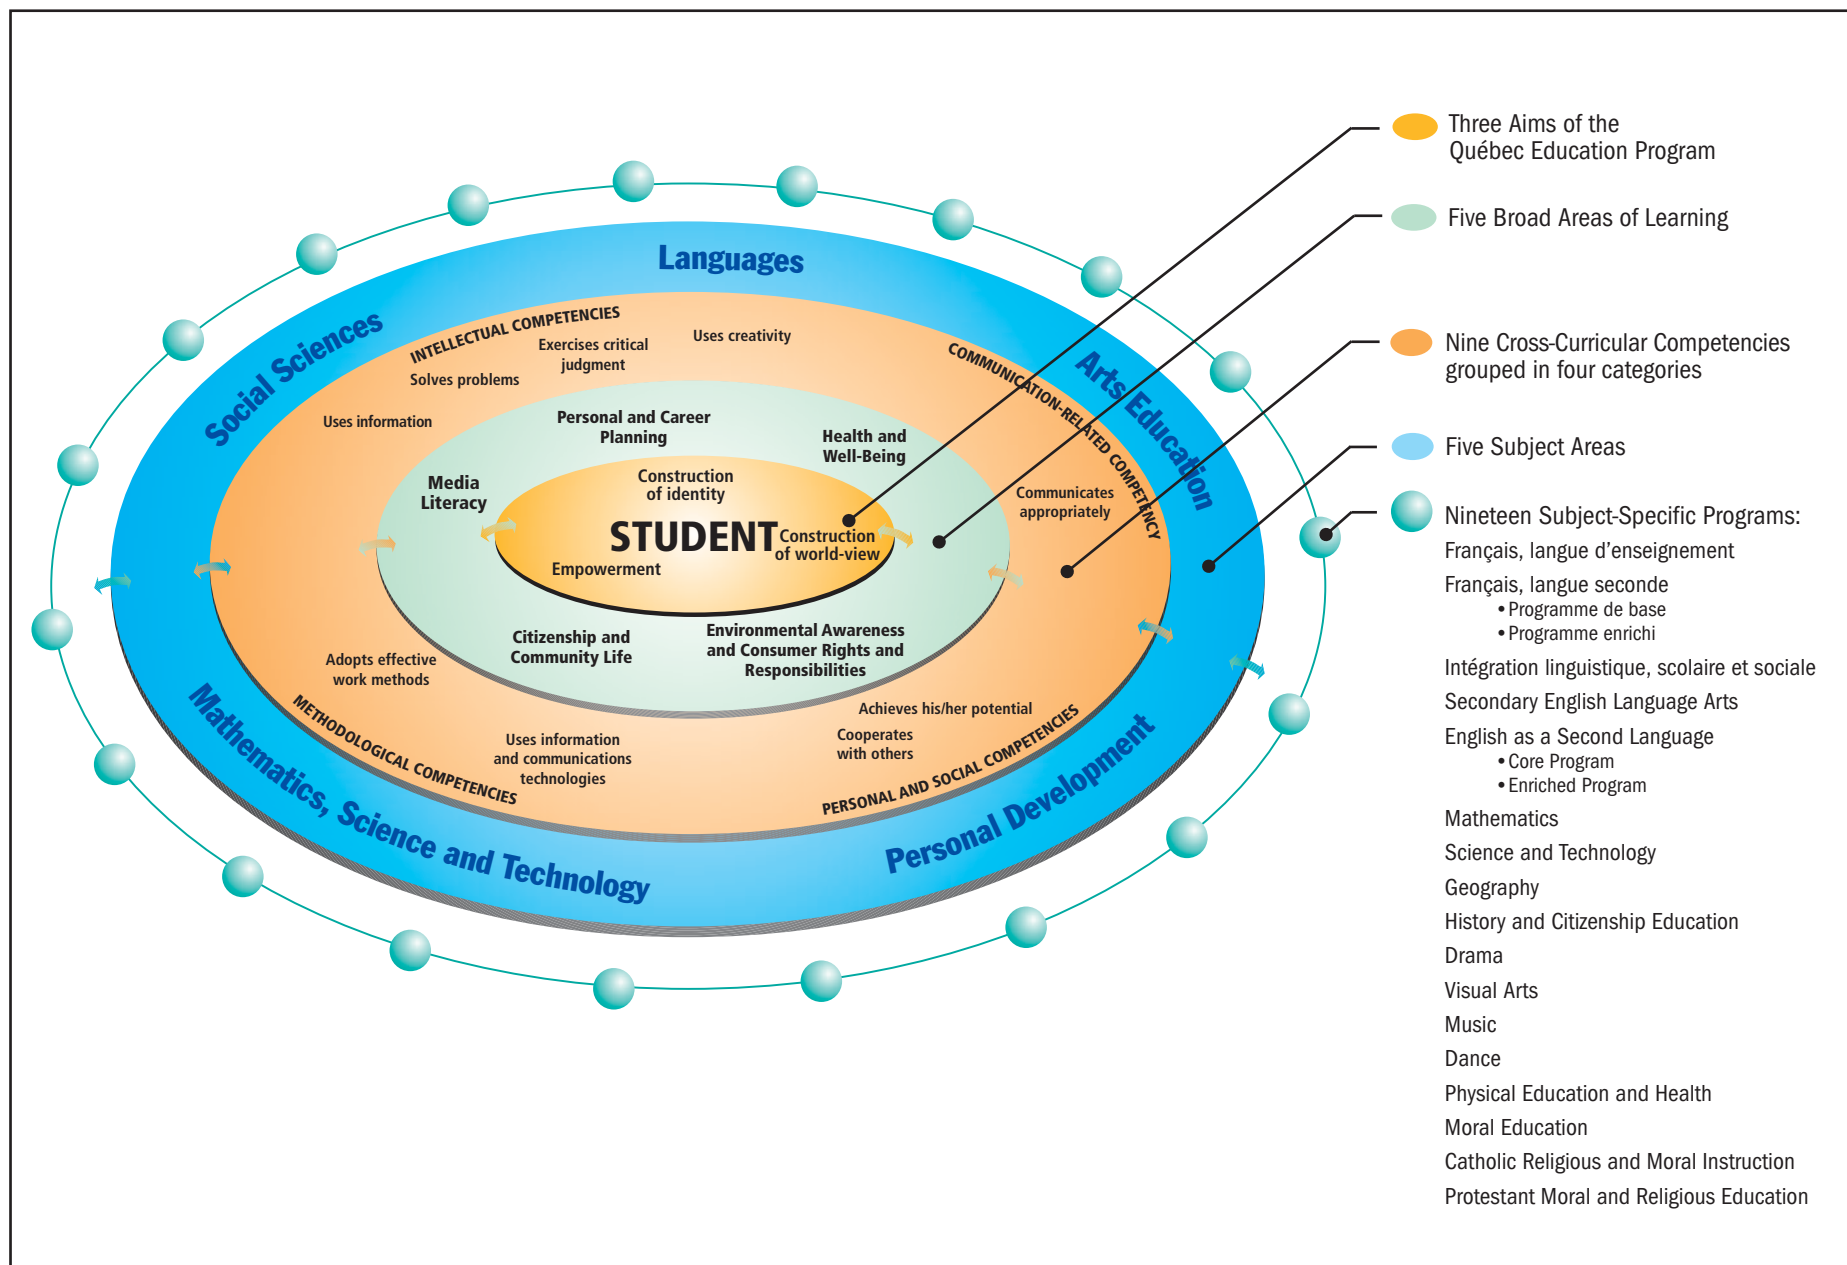 Languages
Social Sciences
Arts Education
Mathematics, Science and Technology
Personal Development
INTELLECTUAL COMPETENCIES
Uses information
Solves problems
Exercises critical
judgment
Uses creativity
COMMUNICATION-RELATED COMPETENCY
Communicates
appropriately
METHODOLOGICAL COMPETENCIES
Adopts effective
work methods
Uses information
and communications
technologies
PERSONAL AND SOCIAL COMPETENCIES
Achieves his/her potential
Cooperates
with others
Personal and Career
Planning
Health and
Well-Being
Media
Literacy
Citizenship and
Community Life
Environmental Awareness
and Consumer Rights and
Responsibilities
Construction
of identity
STUDENT
Construction
of world-view
Empowerment
Three Aims of the
Québec Education Program
Five Broad Areas of Learning
Nine Cross-Curricular Competencies
grouped in four categories
Five Subject Areas
Nineteen Subject-Specific Programs:
Français, langue d’enseignement
Français, langue seconde
• Programme de base
• Programme enrichi
Intégration linguistique, scolaire et sociale
Secondary English Language Arts
English as a Second Language
• Core Program
• Enriched Program
Mathematics
Science and Technology
Geography
History and Citizenship Education
Drama
Visual Arts
Music
Dance
Physical Education and Health
Moral Education
Catholic Religious and Moral Instruction
Protestant Moral and Religious Education